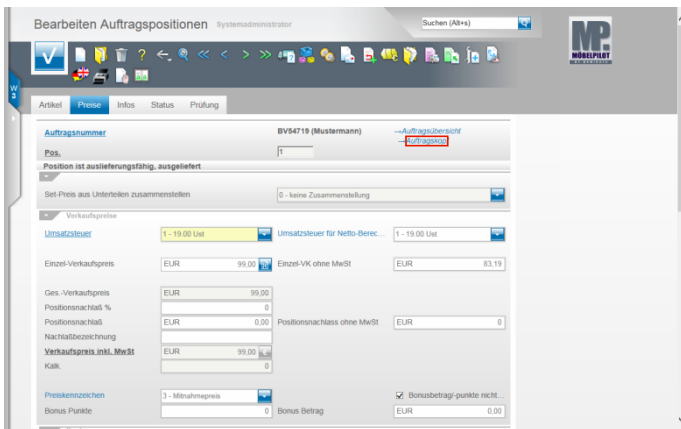 Bearbeiten Auftragspositionen Systemadministrator
Suchen (Alt+s)
MP.
MÖBELPILOT
W
3
Artikel Preise Infos Status Prüfung
Auftragsnummer BV54719 (Mustermann) →Auftragsübersicht
→Auftragskop
Pos. 1
Position ist auslieferungsfähig, ausgeliefert
Set-Preis aus Unterteilen zusammenstellen 0 - keine Zusammenstellung
Verkaufspreise
Umsatzsteuer 1 - 19.00 Ust Umsatzsteuer für Netto-Berec... 1 - 19.00 Ust
Einzel-Verkaufspreis EUR 99,00 Einzel-VK ohne MwSt EUR 83,19
Ges.-Verkaufspreis EUR 99,00
Positionsnachlaß % 0
Positionsnachlaß EUR 0,00 Positionsnachlass ohne MwSt EUR 0
Nachlaßbezeichnung
Verkaufspreis inkl. MwSt EUR 99,00
Kalk. 0
Preiskennzeichen 3 - Mitnahmepreis Bonusbetrag/-punkte nicht...
Bonus Punkte 0 Bonus Betrag EUR 0,00